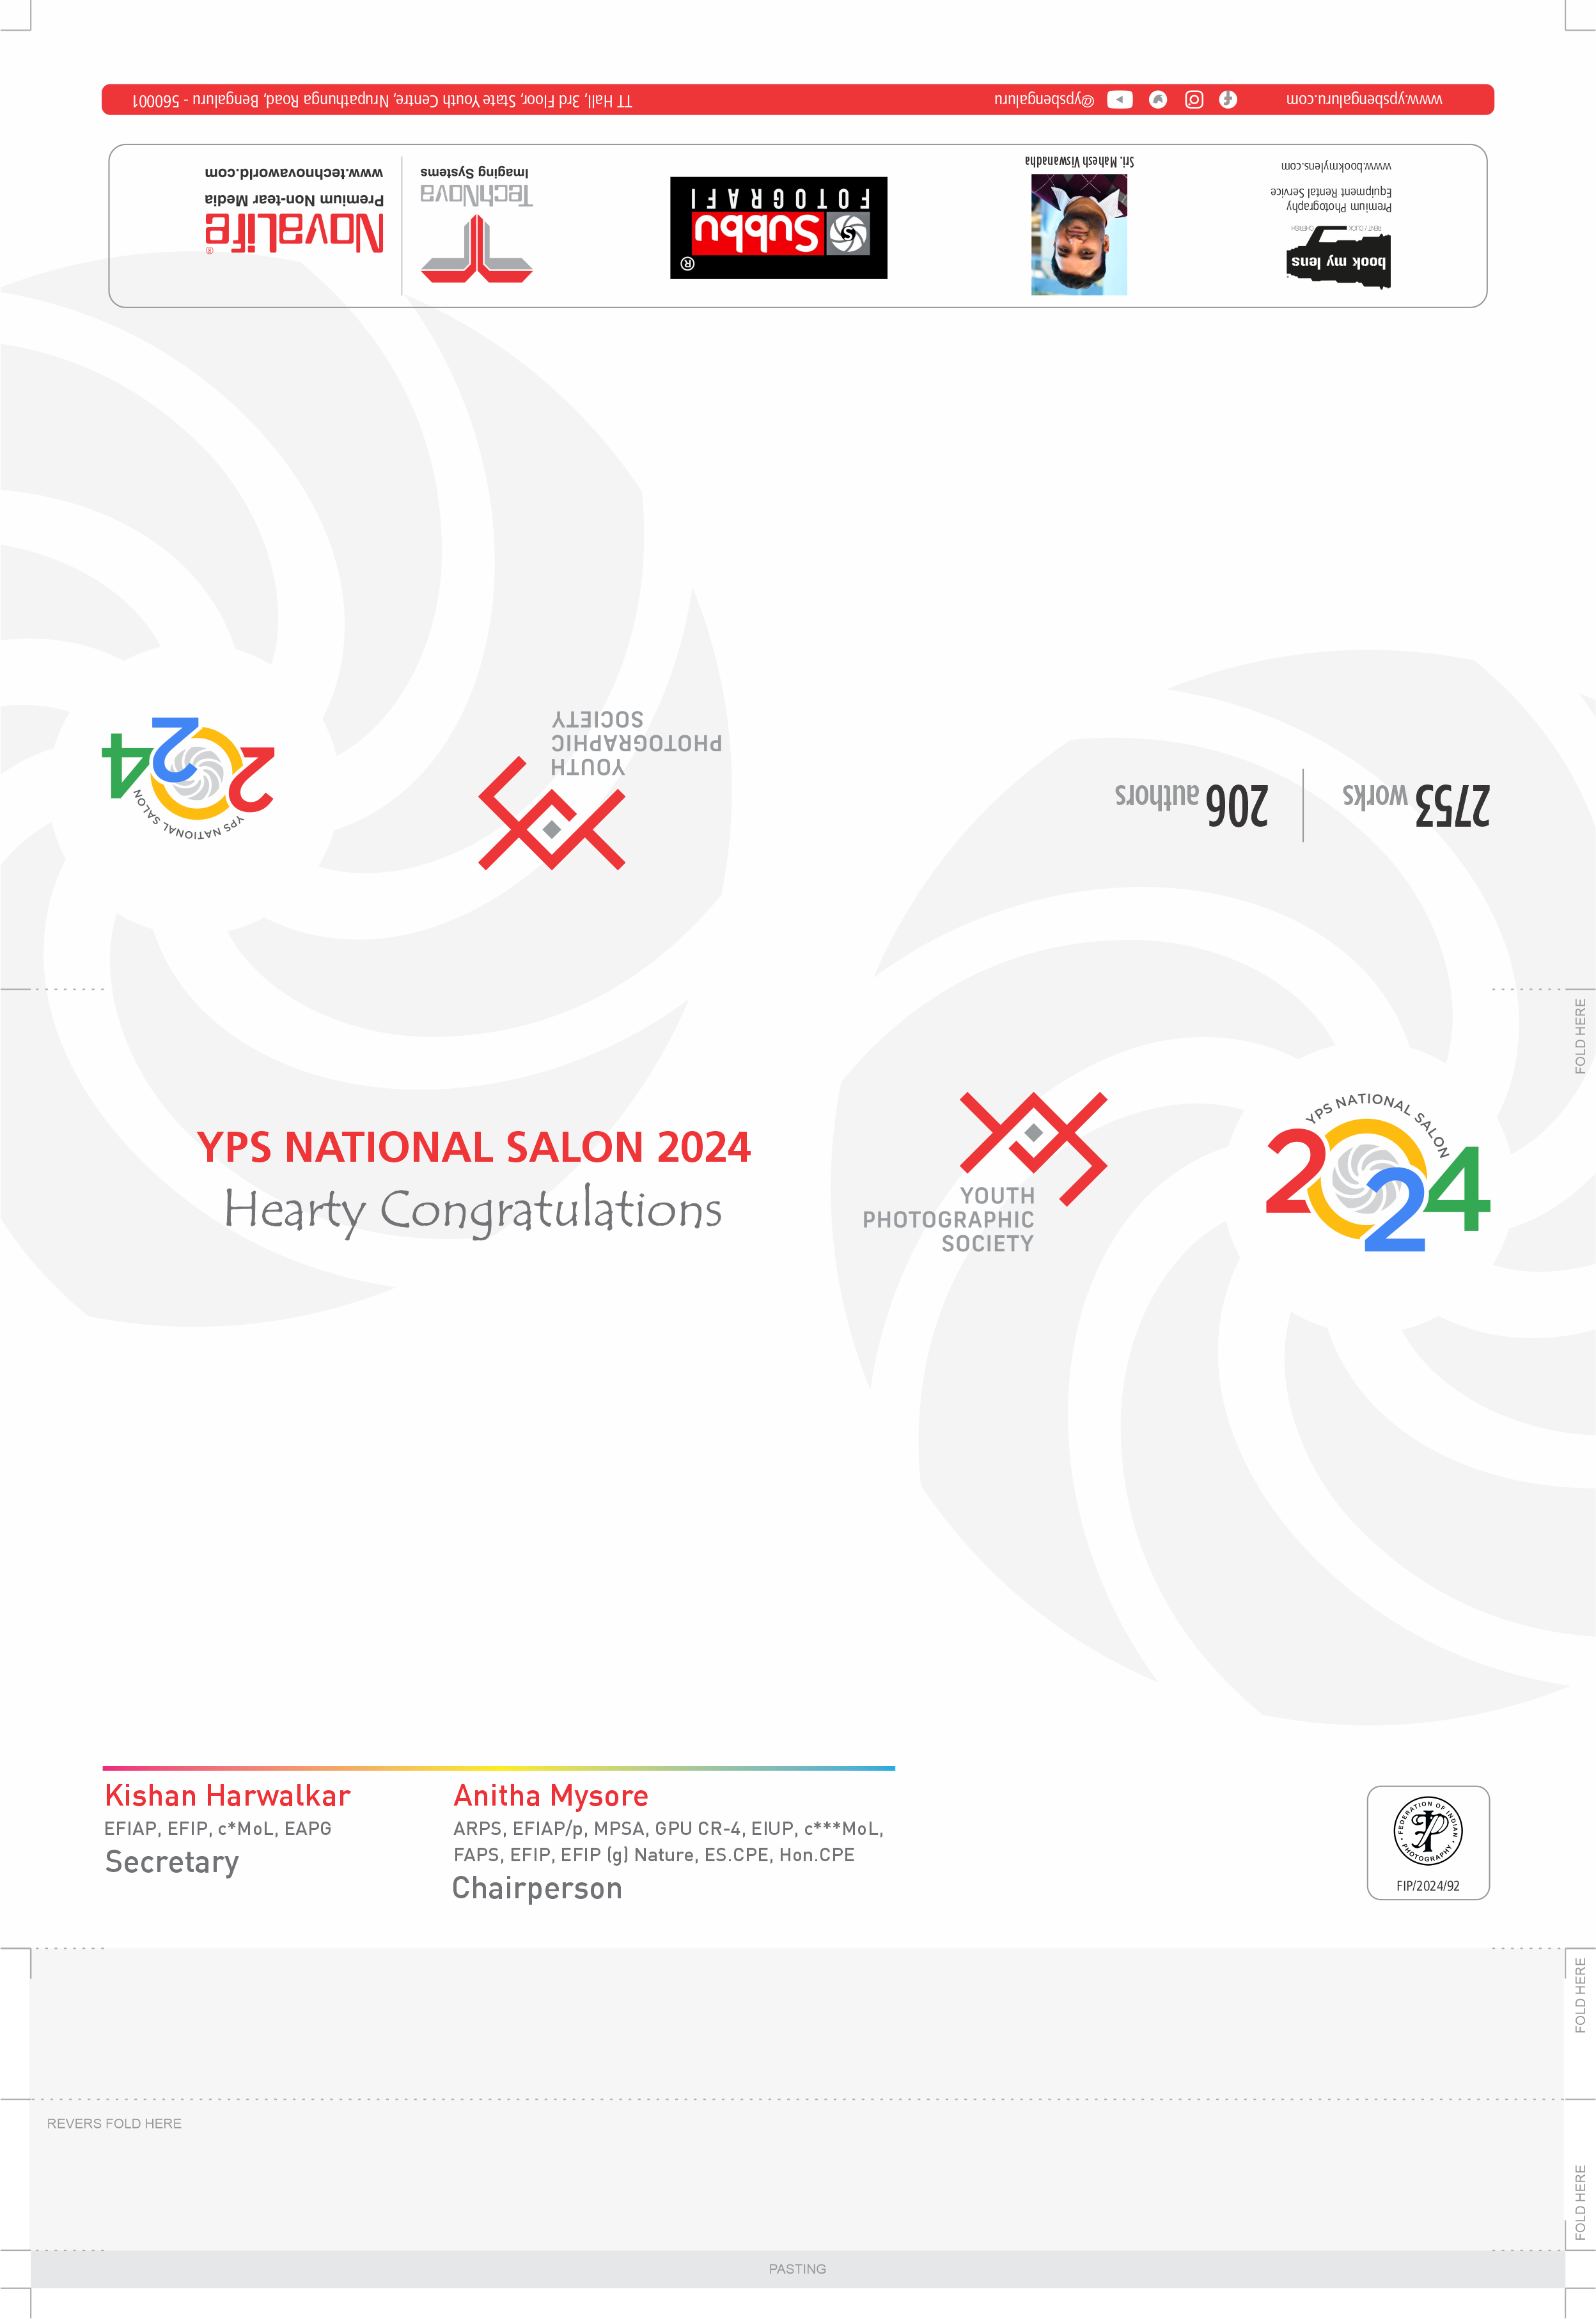 www.ypsbengaluru.com
@ypsbengaluru
TT Hall, 3rd Floor, State Youth Centre, Nrupathunga Road, Bengaluru - 560001
book my lens
RENT / CLICK / CHERISH
Premium Photography
Equipment Rental Service
www.bookmylens.com
Sri. Mahesh Viswanadha
®
S
Subbu
FOTOGRAFI
TechNova
Imaging Systems
NovaLife®
Premium Non-tear Media
www.technovaworld.com
2753 works
206 authors
YOUTH
PHOTOGRAPHIC
SOCIETY
YPS NATIONAL SALON
2024
FOLD HERE
YPS NATIONAL SALON 2024
Hearty Congratulations
YOUTH
PHOTOGRAPHIC
SOCIETY
YPS NATIONAL SALON
2024
Kishan Harwalkar
EFIAP, EFIP, c*MoL, EAPG
Secretary
Anitha Mysore
ARPS, EFIAP/p, MPSA, GPU CR-4, EIUP, c***MoL,
FAPS, EFIP, EFIP (g) Nature, ES.CPE, Hon.CPE
Chairperson
FEDERATION OF INDIAN
PHOTOGRAPHY
FIP/2024/92
FOLD HERE
REVERS FOLD HERE
FOLD HERE
PASTING